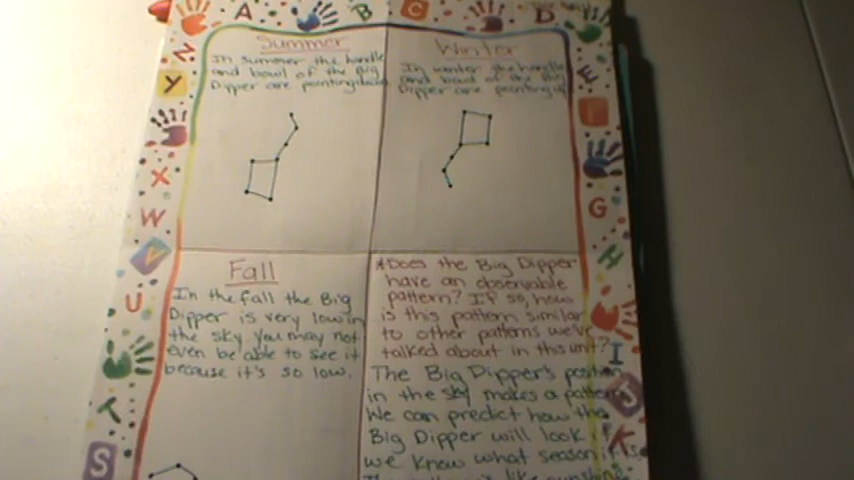 A B C D
Summer
In summer the handle
and bowl of the Big
Dipper are pointing
Winter
In winter the handle
and bowl of the Big
Dipper are pointing
Fall
In the fall the Big
Dipper is very low in
the sky. You may not
even be able to see it
because it's so low.
*Does the Big Dipper
have an observable
pattern? If so, how
is this pattern similar
to other patterns we've
talked about in this unit?
The Big Dipper's position
in the sky makes a pattern.
We can predict how the
Big Dipper will look if
we know what season it is.
E
F
G
H
I
J
K
Z
Y
X
W
V
U
T
S